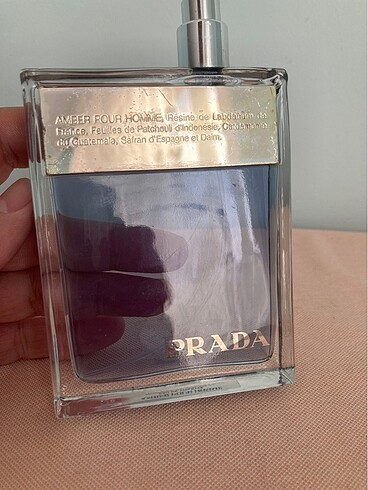 AMBER POUR HOMME, Résine de Labdanum de
France, Feuilles de Patchouli d'Indonésie, Cardamome
du Guatemala, Safran d'Espagne et Daim.
PRADA